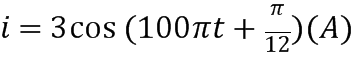 i = 3cos (100πt + π/12)(A)